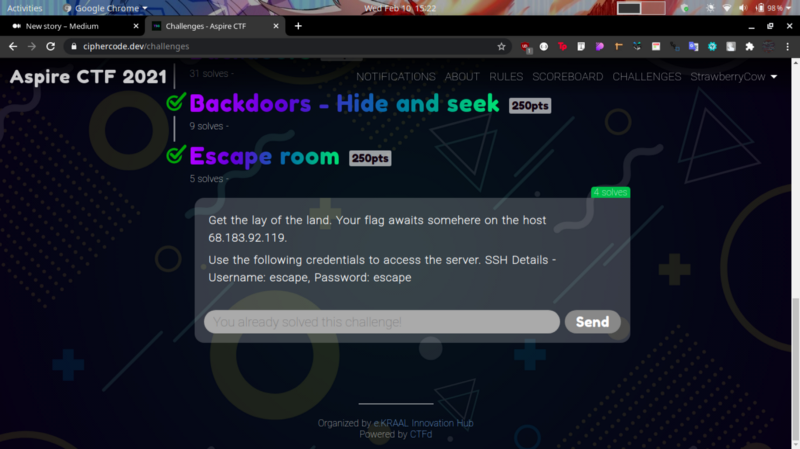 Activities
Google Chrome
Wed Feb 10, 15:22
98 %
New story – Medium
Challenges - Aspire CTF
ciphercode.dev/challenges
Aspire CTF 2021
31 solves -
NOTIFICATIONS ABOUT RULES SCOREBOARD CHALLENGES StrawberryCow
Backdoors - Hide and seek 250pts
9 solves -
Escape room 250pts
5 solves -
4 solves
Get the lay of the land. Your flag awaits somehere on the host
68.183.92.119.
Use the following credentials to access the server. SSH Details -
Username: escape, Password: escape
You already solved this challenge!
Send
Organized by e.KRAAL Innovation Hub
Powered by CTFd